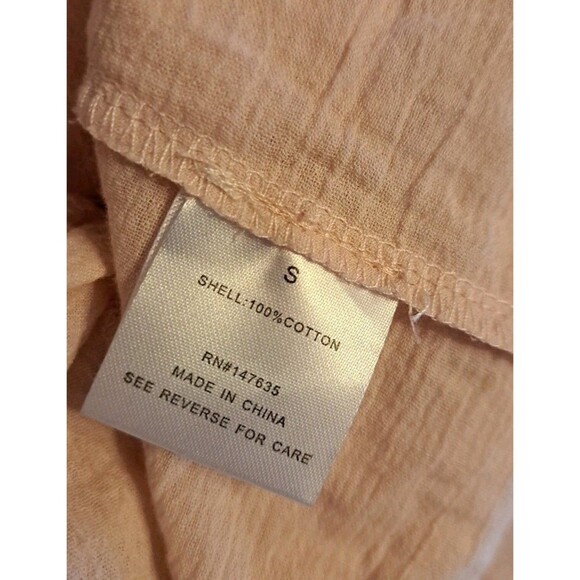 S
SHELL:100%COTTON
RN#147635
MADE IN CHINA
SEE REVERSE FOR CARE